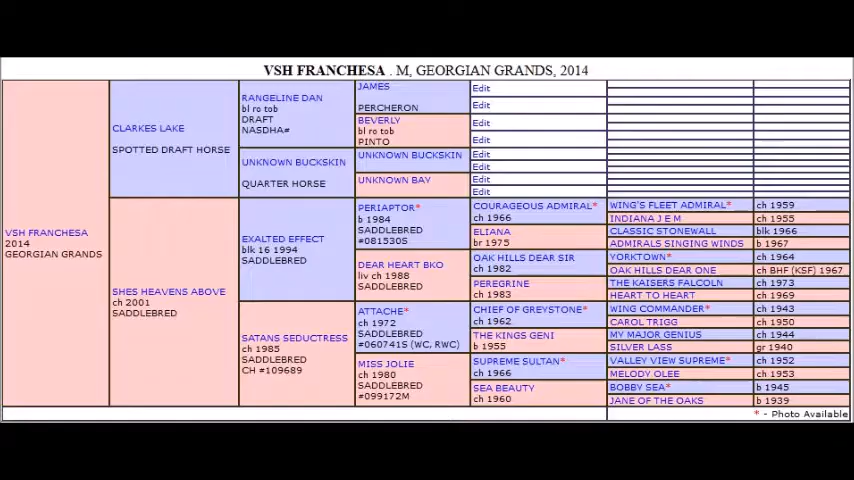 VSH FRANCHESA . M, GEORGIAN GRANDS, 2014
VSH FRANCHESA
2014
GEORGIAN GRANDS
CLARKES LAKE
SPOTTED DRAFT HORSE
SHES HEAVENS ABOVE
ch 2001
SADDLEBRED
RANGELINE DAN
bl ro tob
DRAFT
NASDHA#
UNKNOWN BUCKSKIN
QUARTER HORSE
EXALTED EFFECT
blk 16 1994
SADDLEBRED
SATANS SEDUCTRESS
ch 1985
SADDLEBRED
CH #109689
JAMES
PERCHERON
BEVERLY
bl ro tob
PINTO
UNKNOWN BUCKSKIN
UNKNOWN BAY
PERIAPTOR*
b 1984
SADDLEBRED
#081530S
DEAR HEART BKO
liv ch 1988
SADDLEBRED
ATTACHE*
ch 1972
SADDLEBRED
#060741S (WC, RWC)
MISS JOLIE
ch 1980
SADDLEBRED
#099172M
Edit
Edit
Edit
Edit
Edit
Edit
Edit
Edit
COURAGEOUS ADMIRAL*
ch 1966
ELIANA
br 1975
OAK HILLS DEAR SIR
ch 1982
PEREGRINE
ch 1983
CHIEF OF GREYSTONE*
ch 1962
THE KINGS GENI
b 1955
SUPREME SULTAN*
ch 1966
SEA BEAUTY
ch 1960
WING'S FLEET ADMIRAL* ch 1959
INDIANA J E M ch 1955
CLASSIC STONEWALL blk 1966
ADMIRALS SINGING WINDS b 1967
YORKTOWN* ch 1964
OAK HILLS DEAR ONE ch BHF (KSF) 1967
THE KAISERS FALCOLN ch 1973
HEART TO HEART ch 1969
WING COMMANDER* ch 1943
CAROL TRIGG ch 1950
MY MAJOR GENIUS ch 1944
SILVER LASS gr 1940
VALLEY VIEW SUPREME* ch 1952
MELODY OLEE ch 1953
BOBBY SEA* b 1945
JANE OF THE OAKS b 1939
* - Photo Available